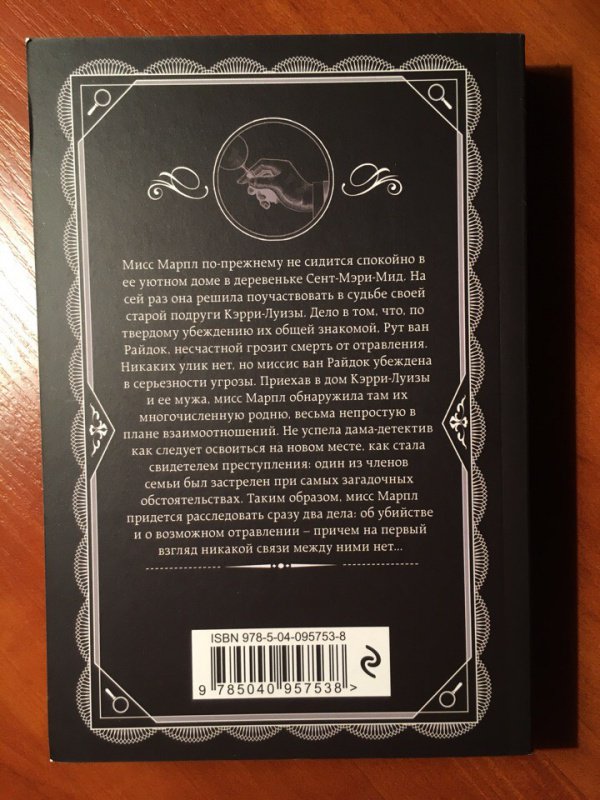 Мисс Марпл по-прежнему не сидится спокойно в
ее уютном доме в деревеньке Сент-Мэри-Мид. На
сей раз она решила поучаствовать в судьбе своей
старой подруги Кэрри-Луизы. Дело в том, что, по
твердому убеждению их общей знакомой, Рут ван
Райдок, несчастной грозит смерть от отравления.
Никаких улик нет, но миссис ван Райдок убеждена
в серьезности угрозы. Приехав в дом Кэрри-Луизы
и ее мужа, мисс Марпл обнаружила там их
многочисленную родню, весьма непростую в
плане взаимоотношений. Не успела дама-детектив
как следует освоиться на новом месте, как стала
свидетелем преступления: один из членов
семьи был застрелен при самых загадочных
обстоятельствах. Таким образом, мисс Марпл
придется расследовать сразу два дела: об убийстве
и о возможном отравлении – причем на первый
взгляд никакой связи между ними нет...
ISBN 978-5-04-095753-8
9 785040 957538 >